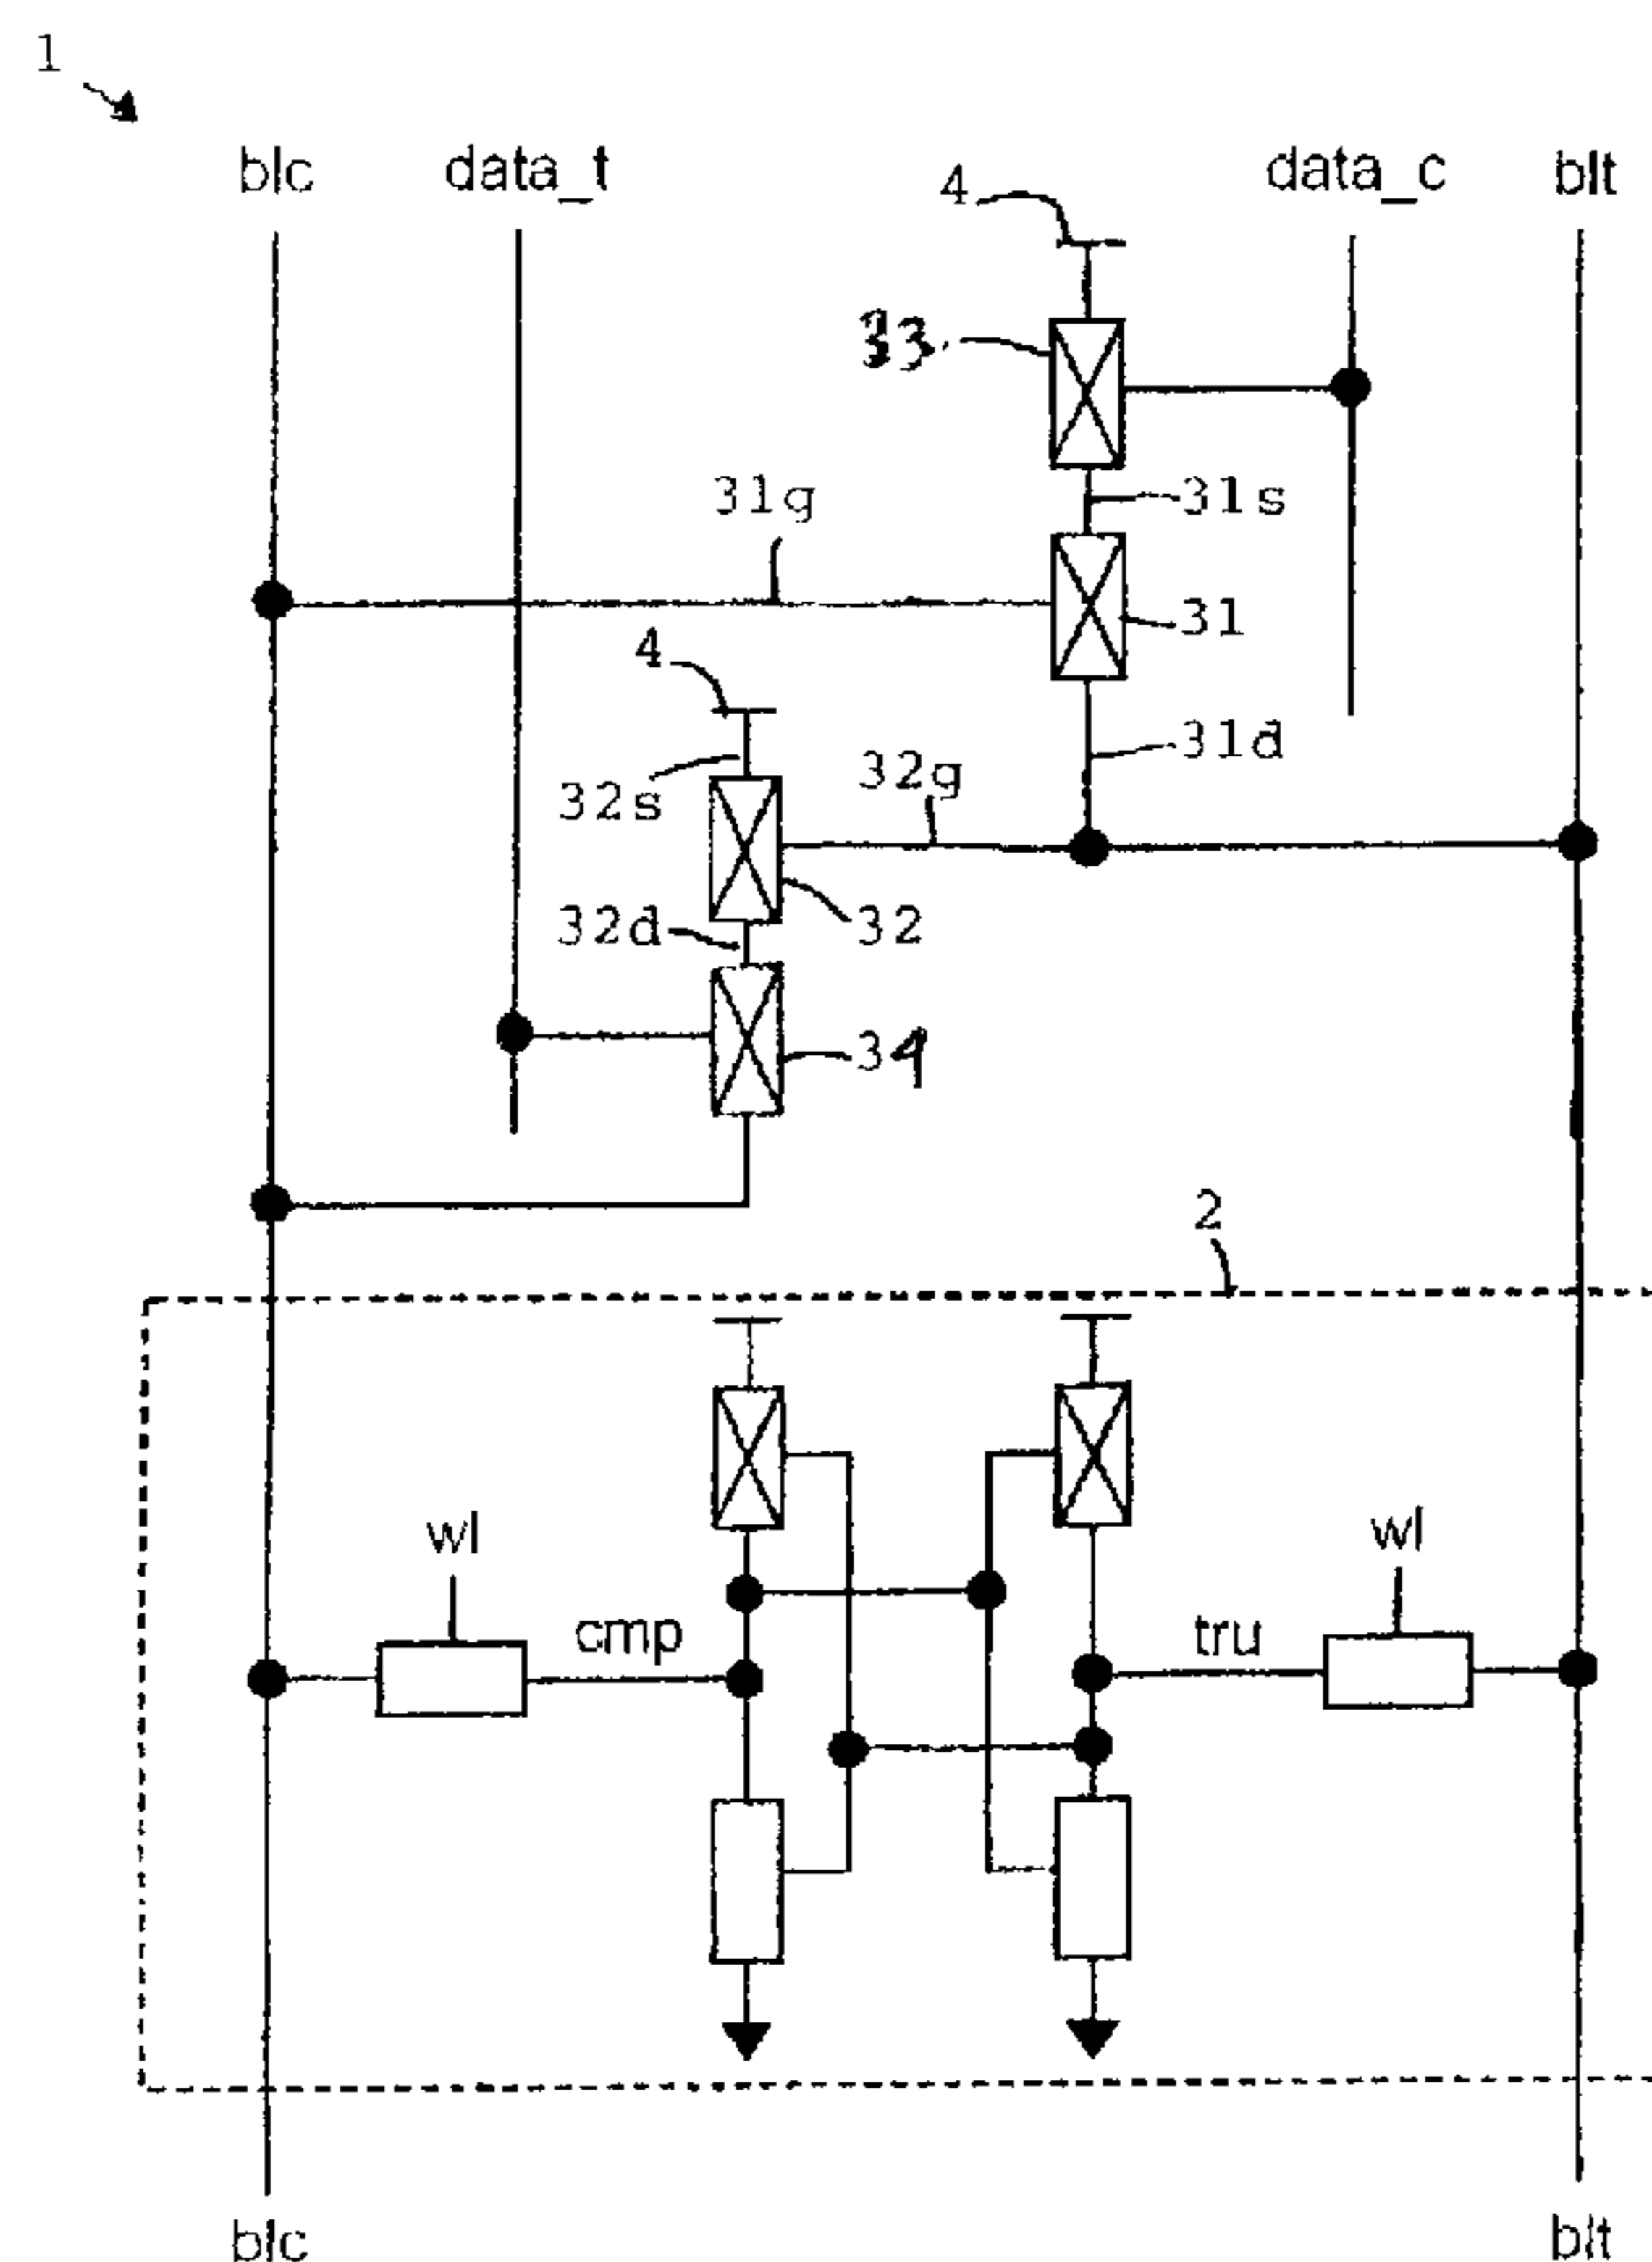 1
blc data_t data_c blt
4
33
31g 31s
31
4
31d
32g
32s
32d 32
34
2
wl wl
cmp tru
blc blt